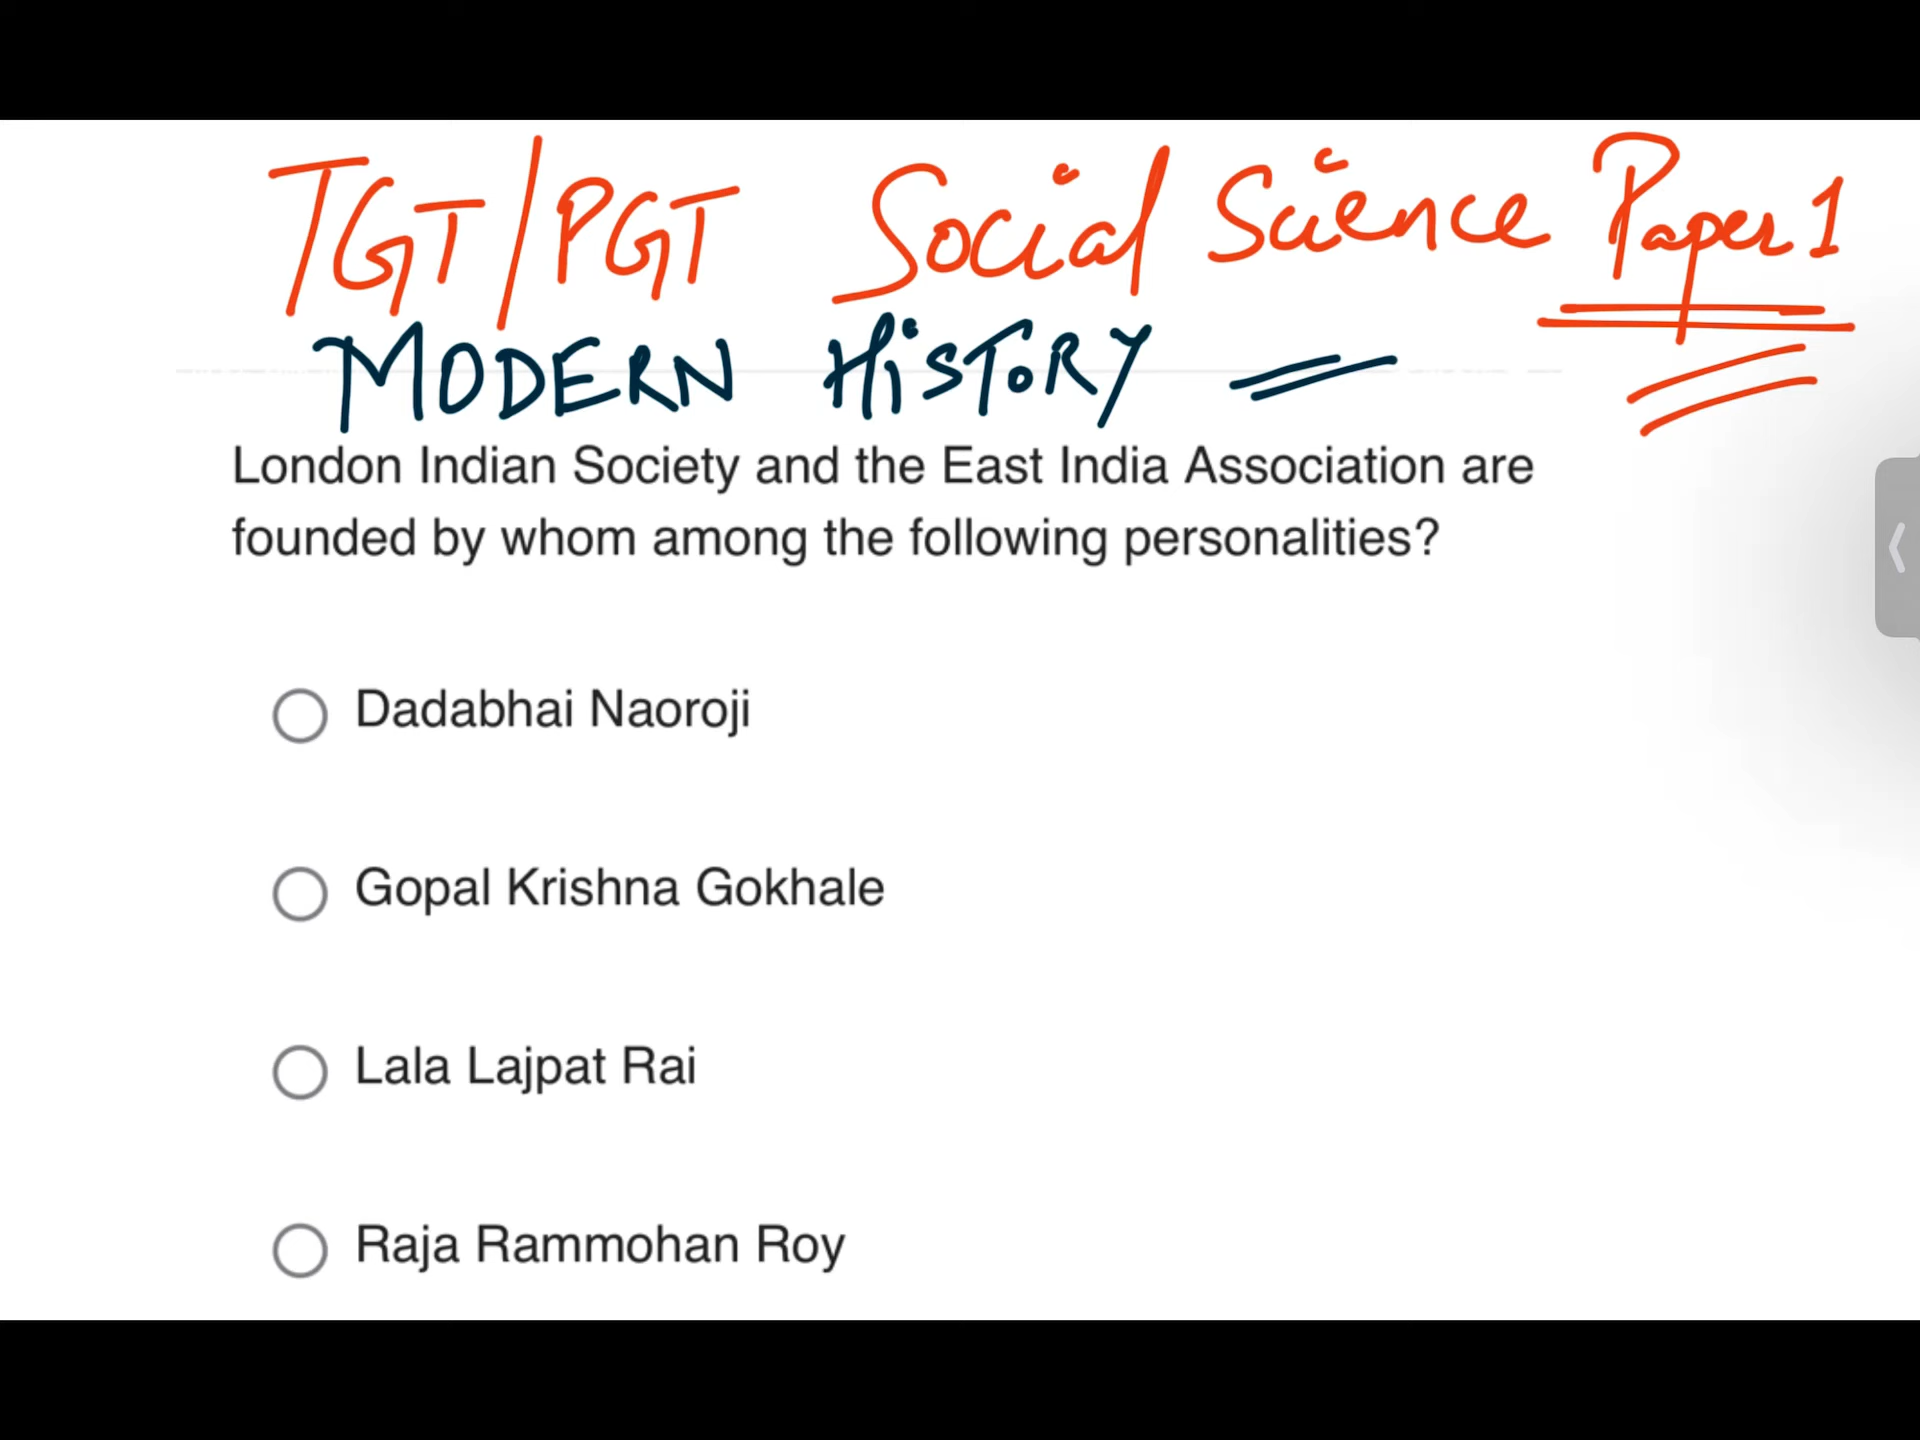 TGT/PGT Social Science Paper 1
MODERN HiSToRY
London Indian Society and the East India Association are
founded by whom among the following personalities?
Dadabhai Naoroji
Gopal Krishna Gokhale
Lala Lajpat Rai
Raja Rammohan Roy